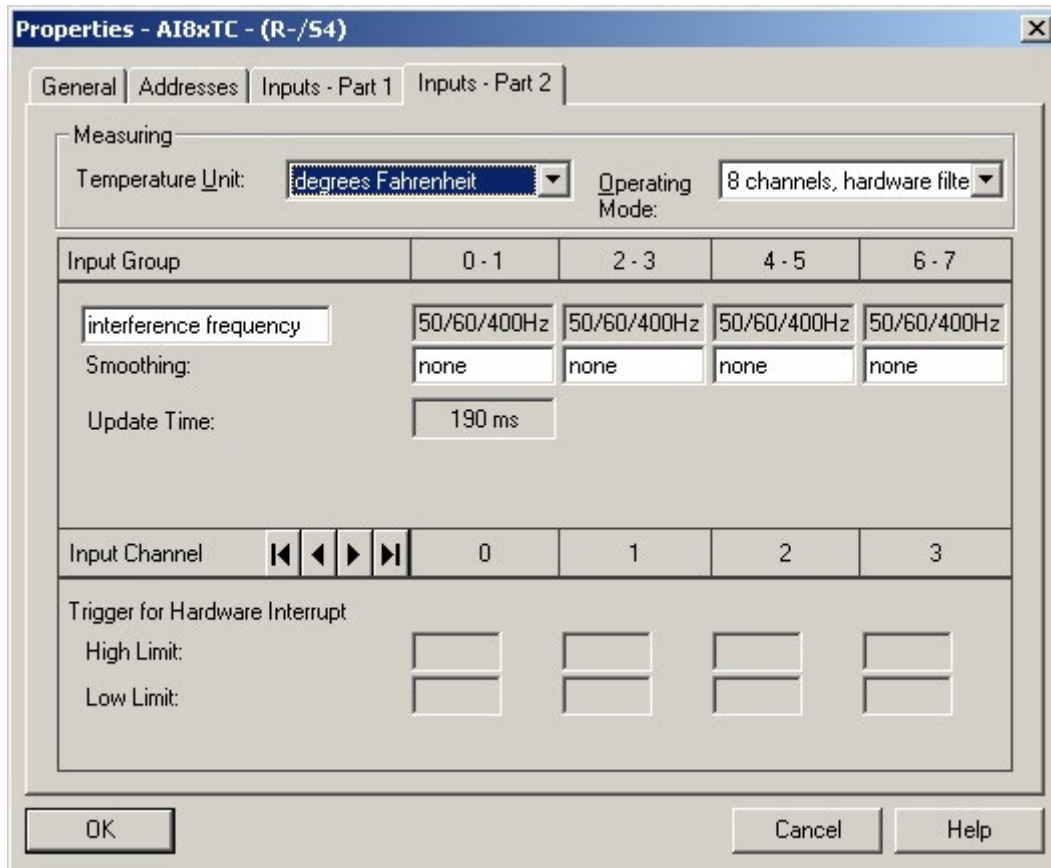 Properties - AI8xTC - (R-/S4)
General Addresses Inputs - Part 1 Inputs - Part 2
Measuring
Temperature Unit: degrees Fahrenheit Operating Mode: 8 channels, hardware filte
Input Group 0 - 1 2 - 3 4 - 5 6 - 7
interference frequency 50/60/400Hz 50/60/400Hz 50/60/400Hz 50/60/400Hz
Smoothing: none none none none
Update Time: 190 ms
Input Channel 0 1 2 3
Trigger for Hardware Interrupt
High Limit:
Low Limit:
OK Cancel Help